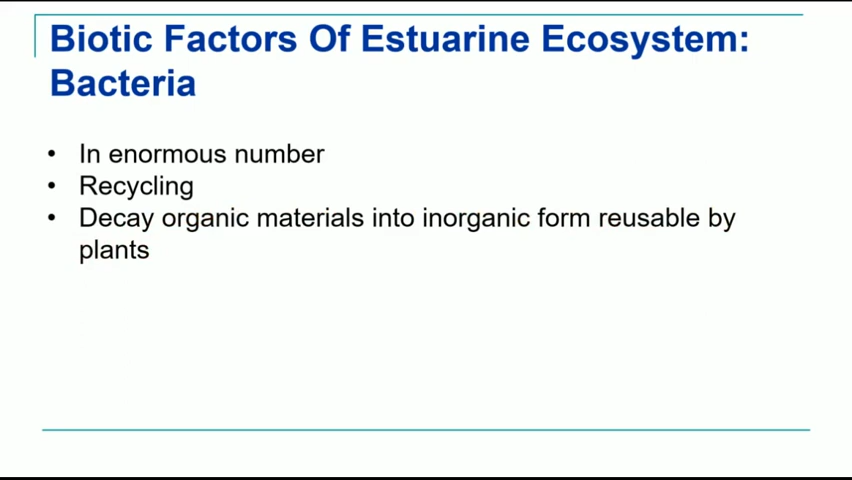 Biotic Factors Of Estuarine Ecosystem:
Bacteria
• In enormous number
• Recycling
• Decay organic materials into inorganic form reusable by
plants